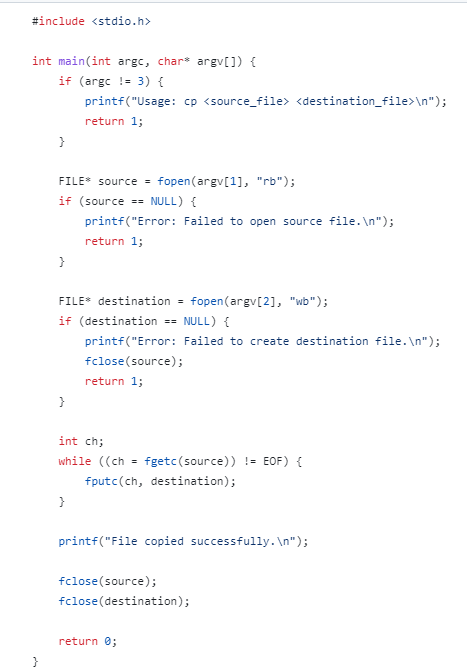 #include <stdio.h>

int main(int argc, char* argv[]) {
    if (argc != 3) {
        printf("Usage: cp <source_file> <destination_file>\n");
        return 1;
    }

    FILE* source = fopen(argv[1], "rb");
    if (source == NULL) {
        printf("Error: Failed to open source file.\n");
        return 1;
    }

    FILE* destination = fopen(argv[2], "wb");
    if (destination == NULL) {
        printf("Error: Failed to create destination file.\n");
        fclose(source);
        return 1;
    }

    int ch;
    while ((ch = fgetc(source)) != EOF) {
        fputc(ch, destination);
    }

    printf("File copied successfully.\n");

    fclose(source);
    fclose(destination);

    return 0;
}